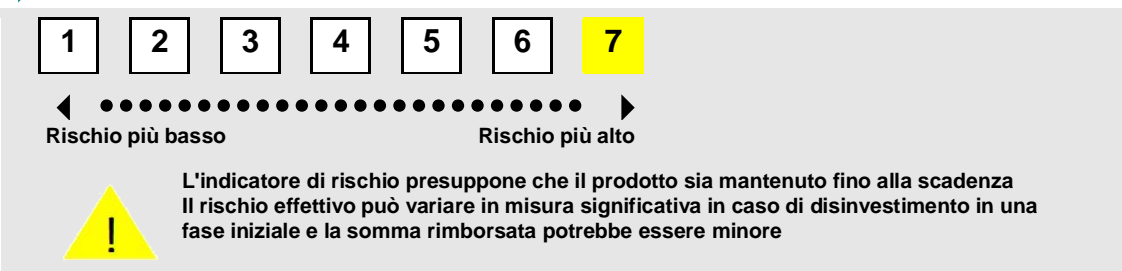 1 2 3 4 5 6 7
Rischio più basso Rischio più alto
L'indicatore di rischio presuppone che il prodotto sia mantenuto fino alla scadenza
Il rischio effettivo può variare in misura significativa in caso di disinvestimento in una
! fase iniziale e la somma rimborsata potrebbe essere minore